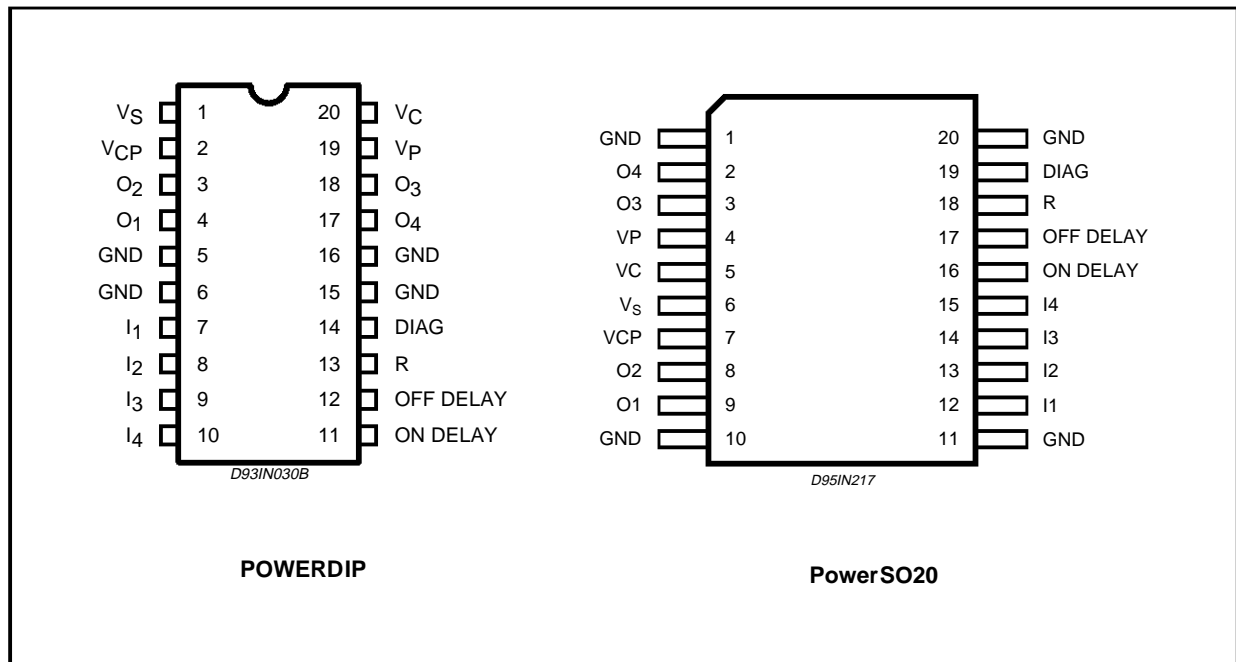 VS 1 20 VC
VCP 2 19 VP
O2 3 18 O3
O1 4 17 O4
GND 5 16 GND
GND 6 15 GND
I1 7 14 DIAG
I2 8 13 R
I3 9 12 OFF DELAY
I4 10 11 ON DELAY
D93IN030B
POWERDIP
GND 1 20 GND
O4 2 19 DIAG
O3 3 18 R
VP 4 17 OFF DELAY
VC 5 16 ON DELAY
VS 6 15 I4
VCP 7 14 I3
O2 8 13 I2
O1 9 12 I1
GND 10 11 GND
D95IN217
PowerSO20